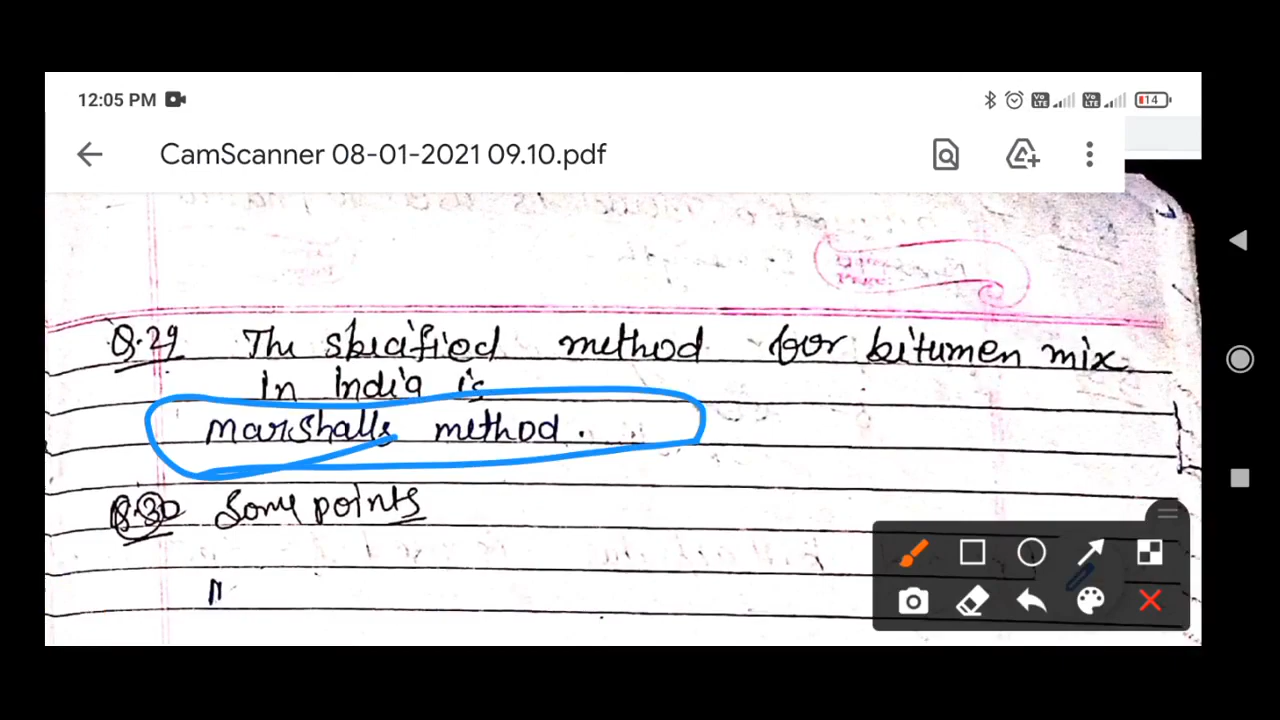 12:05 PM
14
CamScanner 08-01-2021 09.10.pdf
Q.29 The specified method for bitumen mix
in india is
Marshalls method.
Q.30 Some points